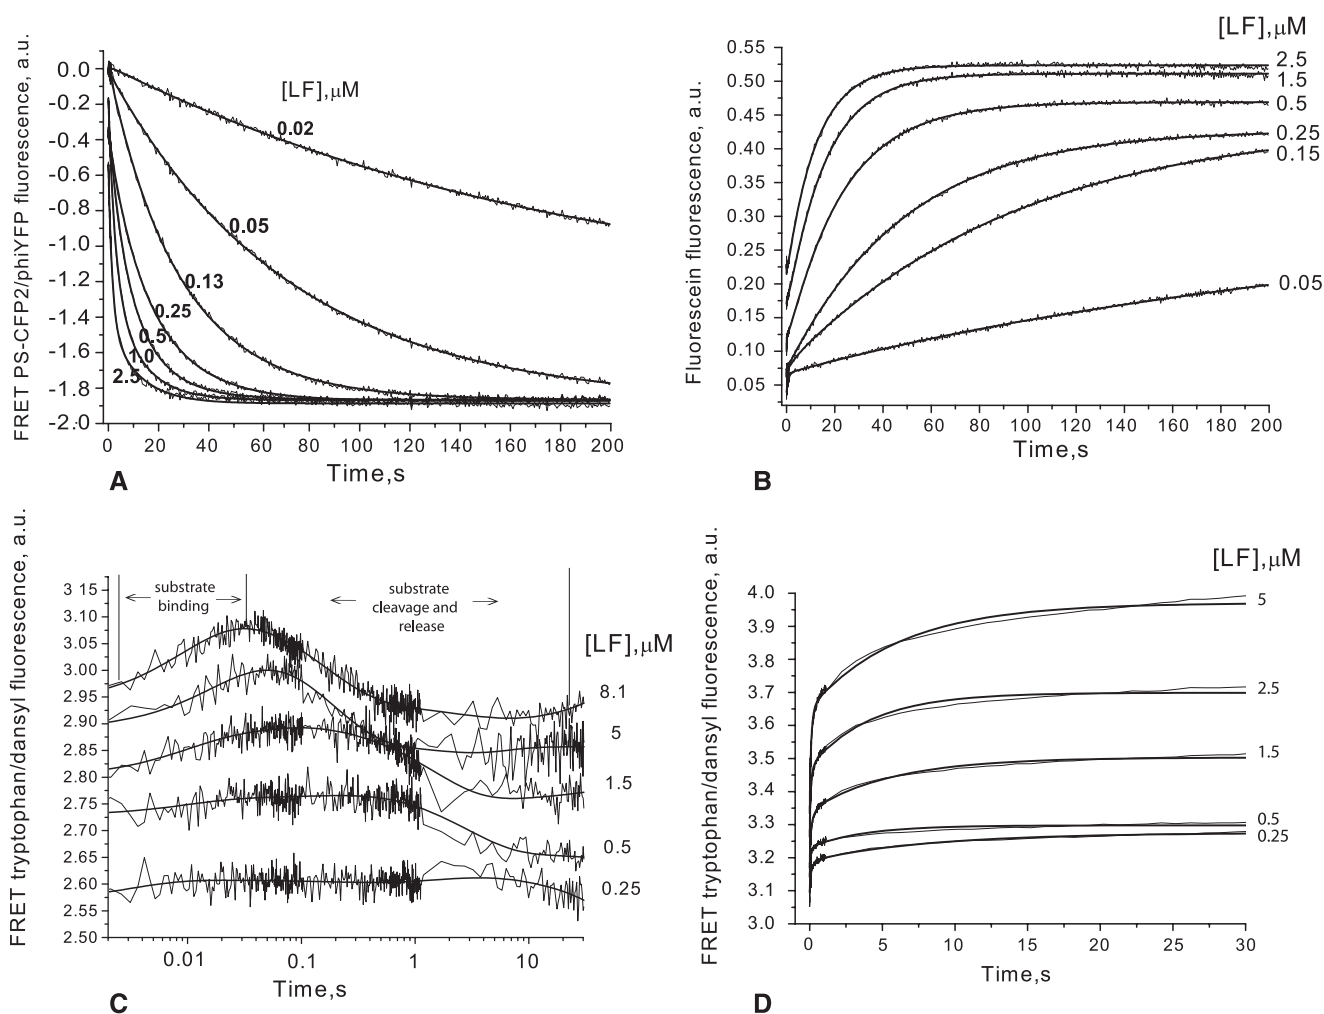 FRET PS-CFP2/phiYFP fluorescence, a.u.
0.0
-0.2
-0.4
-0.6
-0.8
-1.0
-1.2
-1.4
-1.6
-1.8
-2.0
[LF],μM
0.02
0.05
0.13
0.25
0.5
1.0
2.5
0 20 40 60 80 100 120 140 160 180 200
Time,s
A
Fluorescein fluorescence, a.u.
0.55
0.50
0.45
0.40
0.35
0.30
0.25
0.20
0.15
0.10
0.05
[LF],μM
2.5
1.5
0.5
0.25
0.15
0.05
0 20 40 60 80 100 120 140 160 180 200
Time,s
B
FRET tryptophan/dansyl fluorescence, a.u.
3 15
3.10
3.05
3.00
2.95
2.90
2.85
2.80
2.75
2.70
2.65
2.60
2.55
2.50
substrate
binding
substrate
cleavage and
release
[LF],μM
8.1
5
1.5
0.5
0.25
0.01 0.1 1 10
Time,s
C
FRET tryptophan/dansyl fluorescence, a.u.
4.0
3.9
3.8
3.7
3.6
3.5
3.4
3.3
3.2
3.1
3.0
[LF],μM
5
2.5
1.5
0.5
0.25
0 5 10 15 20 25 30
Time,s
D